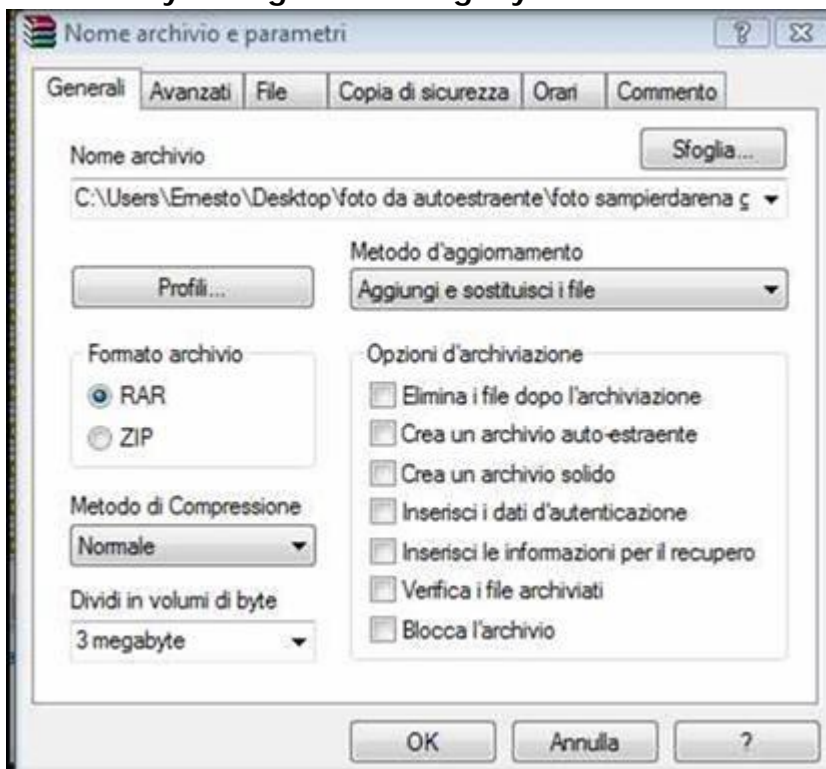 Nome archivio e parametri
Generali Avanzati File Copia di sicurezza Orari Commento
Nome archivio
Sfoglia...
C:\Users\Ernesto\Desktop\foto da autoestraente\foto sampierdarena
Profili...
Metodo d'aggiornamento
Aggiungi e sostituisci i file
Formato archivio
RAR
ZIP
Metodo di Compressione
Normale
Dividi in volumi di byte
3 megabyte
Opzioni d'archiviazione
Elimina i file dopo l'archiviazione
Crea un archivio auto-estraente
Crea un archivio solido
Inserisci i dati d'autenticazione
Inserisci le informazioni per il recupero
Verifica i file archiviati
Blocca l'archivio
OK Annulla ?